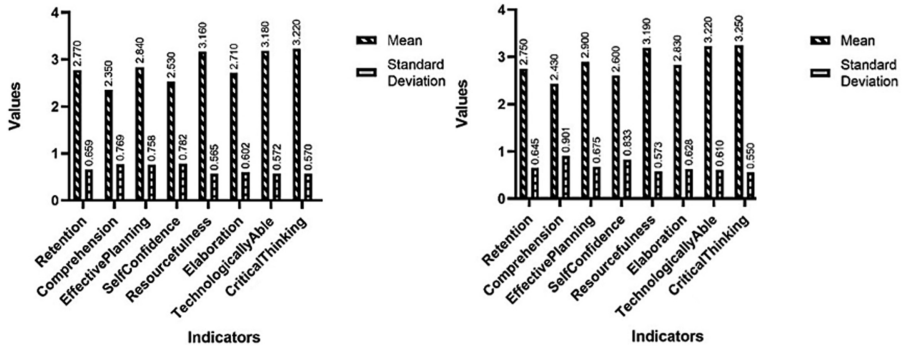 4
3
2
1
0
Values
2.770
0.659
2.350
0.769
2.840
0.758
2.530
0.782
3.160
0.565
2.710
0.602
3.180
0.572
3.220
0.570
Mean
Standard
Deviation
Retention
Comprehension
EffectivePlanning
SelfConfidence
Resourcefulness
Elaboration
TechnologicallyAble
CriticalThinking
Indicators
4
3
2
1
0
Values
2.750
0.645
2.430
0.901
2.900
0.675
2.600
0.833
3.190
0.573
2.830
0.628
3.220
0.610
3.250
0.550
Mean
Standard
Deviation
Retention
Comprehension
EffectivePlanning
SelfConfidence
Resourcefulness
Elaboration
TechnologicallyAble
CriticalThinking
Indicators